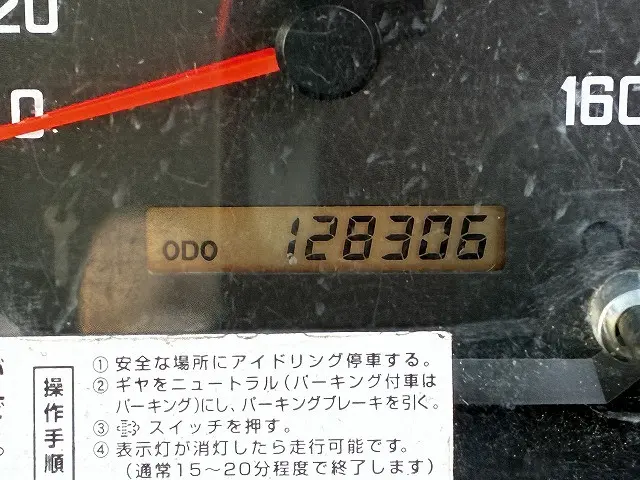 20
0
160
ODO 128306
操作手順
① 安全な場所にアイドリング停車する。
② ギヤをニュートラル(パーキング付車は
パーキング)にし、パーキングブレーキを引く。
③ スイッチを押す。
④ 表示灯が消灯したら走行可能です。
(通常15〜20分程度で終了します)